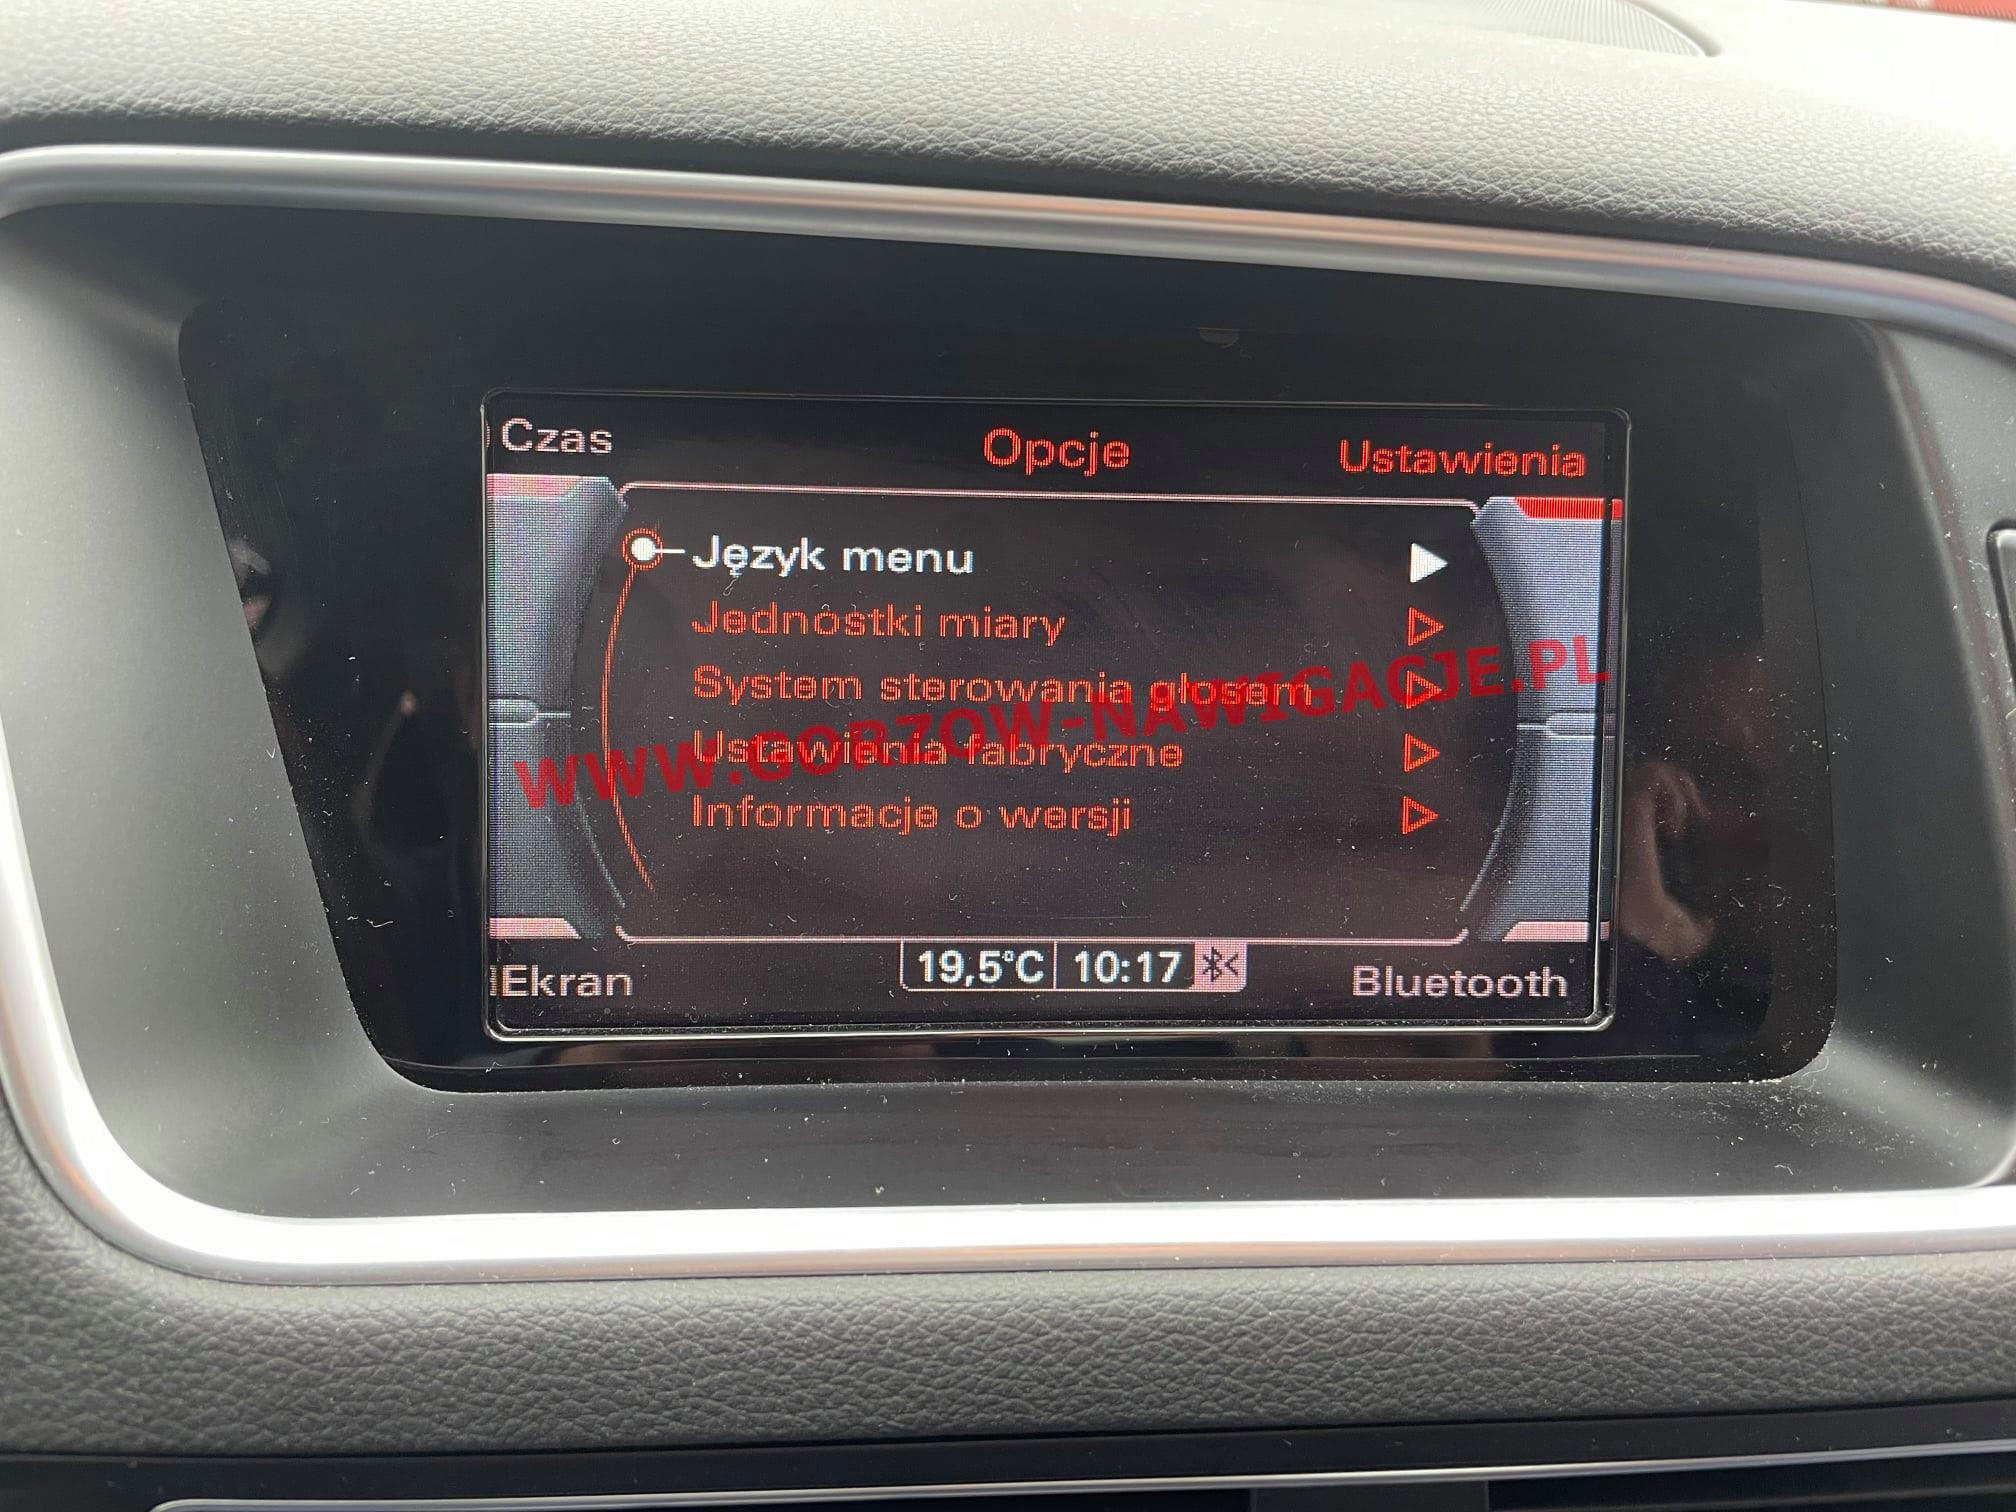 Czas
Opcje
Ustawienia
Język menu
Jednostki miary
System sterowania głosem
Ustawienia fabryczne
Informacje o wersji
WWW.GORZOW-NAWIGACJE.PL
Ekran
19,5°C
10:17
Bluetooth